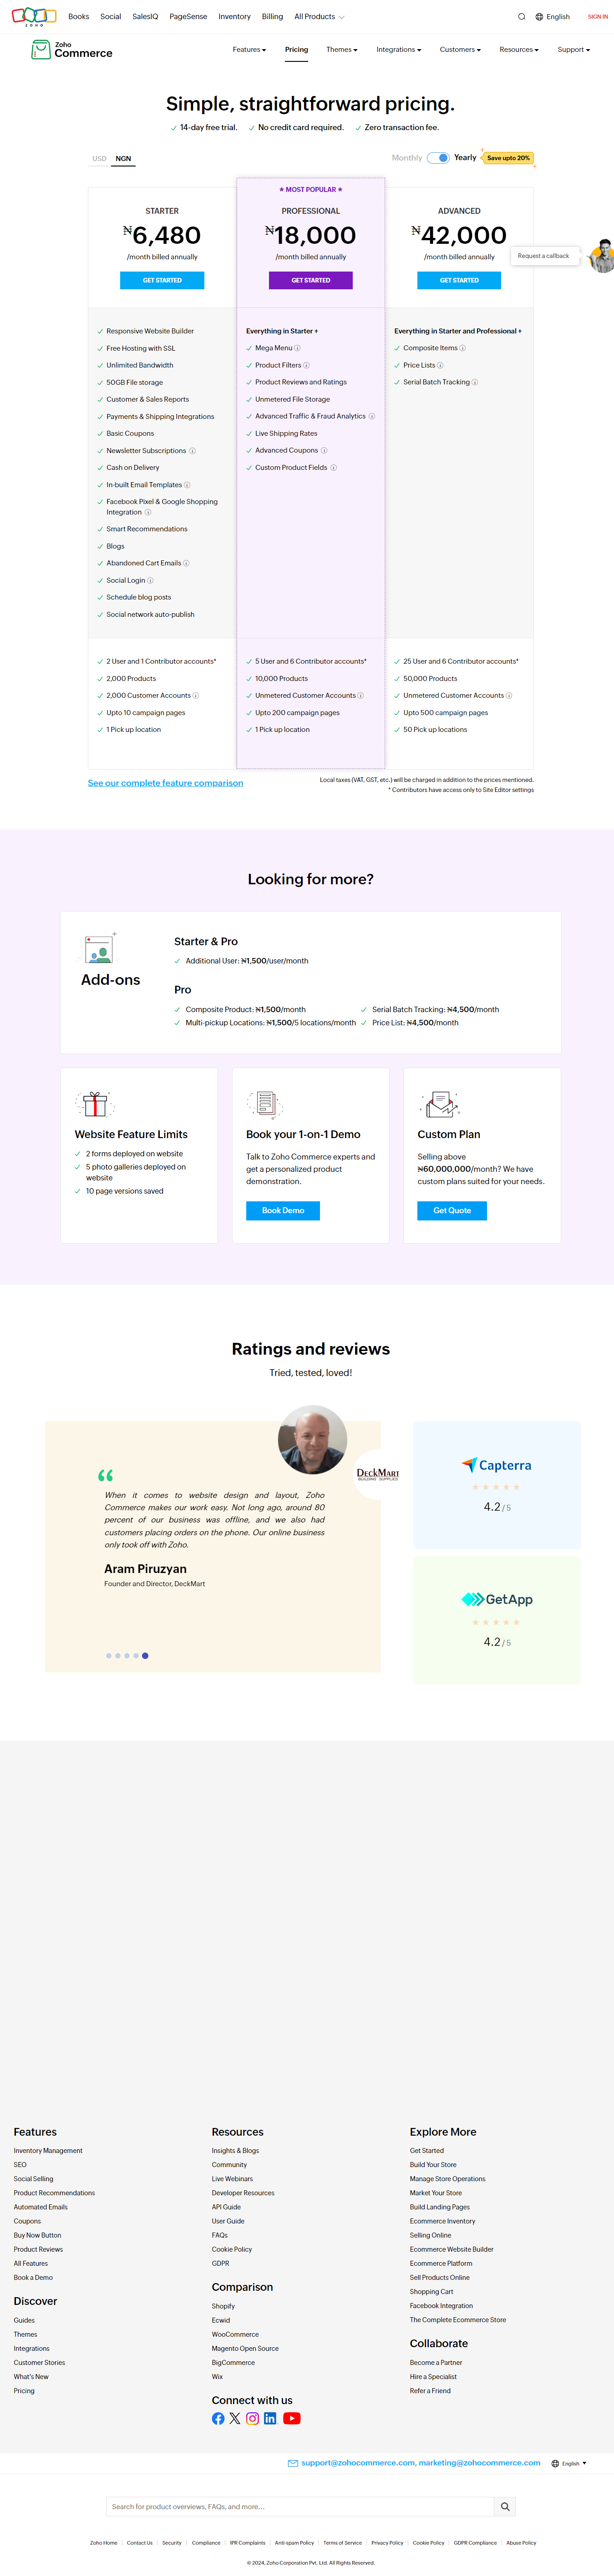 ZOHO
Books Social SalesIQ PageSense Inventory Billing All Products English SIGN IN
Zoho
Commerce
Features Pricing Themes Integrations Customers Resources Support
Simple, straightforward pricing.
14-day free trial. No credit card required. Zero transaction fee.
USD NGN Monthly Yearly Save upto 20%
★ MOST POPULAR ★
STARTER
₦6,480
/month billed annually
GET STARTED
PROFESSIONAL
₦18,000
/month billed annually
GET STARTED
ADVANCED
₦42,000
/month billed annually
GET STARTED
Request a callback
Responsive Website Builder
Free Hosting with SSL
Unlimited Bandwidth
50GB File storage
Customer & Sales Reports
Payments & Shipping Integrations
Basic Coupons
Newsletter Subscriptions
Cash on Delivery
In-built Email Templates
Facebook Pixel & Google Shopping
Integration
Smart Recommendations
Blogs
Abandoned Cart Emails
Social Login
Schedule blog posts
Social network auto-publish
Everything in Starter +
Mega Menu
Product Filters
Product Reviews and Ratings
Unmetered File Storage
Advanced Traffic & Fraud Analytics
Live Shipping Rates
Advanced Coupons
Custom Product Fields
Everything in Starter and Professional +
Composite Items
Price Lists
Serial Batch Tracking
2 User and 1 Contributor accounts*
2,000 Products
2,000 Customer Accounts
Upto 10 campaign pages
1 Pick up location
5 User and 6 Contributor accounts*
10,000 Products
Unmetered Customer Accounts
Upto 200 campaign pages
1 Pick up location
25 User and 6 Contributor accounts*
50,000 Products
Unmetered Customer Accounts
Upto 500 campaign pages
50 Pick up locations
See our complete feature comparison
Local taxes (VAT, GST, etc.) will be charged in addition to the prices mentioned.
* Contributors have access only to Site Editor settings
Looking for more?
Add-ons
Starter & Pro
Additional User: ₦1,500/user/month
Pro
Composite Product: ₦1,500/month Serial Batch Tracking: ₦4,500/month
Multi-pickup Locations: ₦1,500/5 locations/month Price List: ₦4,500/month
Website Feature Limits
2 forms deployed on website
5 photo galleries deployed on
website
10 page versions saved
Book your 1-on-1 Demo
Talk to Zoho Commerce experts and
get a personalized product
demonstration.
Book Demo
Custom Plan
Selling above
₦60,000,000/month? We have
custom plans suited for your needs.
Get Quote
Ratings and reviews
Tried, tested, loved!
DECKMART
BUILDING SUPPLIES
When it comes to website design and layout, Zoho
Commerce makes our work easy. Not long ago, around 80
percent of our business was offline, and we also had
customers placing orders on the phone. Our online business
only took off with Zoho.
Aram Piruzyan
Founder and Director, DeckMart
Capterra
4.2 / 5
GetApp
4.2 / 5
Features
Inventory Management
SEO
Social Selling
Product Recommendations
Automated Emails
Coupons
Buy Now Button
Product Reviews
All Features
Book a Demo
Discover
Guides
Themes
Integrations
Customer Stories
What's New
Pricing
Resources
Insights & Blogs
Community
Live Webinars
Developer Resources
API Guide
User Guide
FAQs
Cookie Policy
GDPR
Comparison
Shopify
Ecwid
WooCommerce
Magento Open Source
BigCommerce
Wix
Connect with us
Explore More
Get Started
Build Your Store
Manage Store Operations
Market Your Store
Build Landing Pages
Ecommerce Inventory
Selling Online
Ecommerce Website Builder
Ecommerce Platform
Sell Products Online
Shopping Cart
Facebook Integration
The Complete Ecommerce Store
Collaborate
Become a Partner
Hire a Specialist
Refer a Friend
support@zohocommerce.com, marketing@zohocommerce.com English
Search for product overviews, FAQs, and more...
Zoho Home | Contact Us | Security | Compliance | IPR Complaints | Anti-spam Policy | Terms of Service | Privacy Policy | Cookie Policy | GDPR Compliance | Abuse Policy
© 2024, Zoho Corporation Pvt. Ltd. All Rights Reserved.